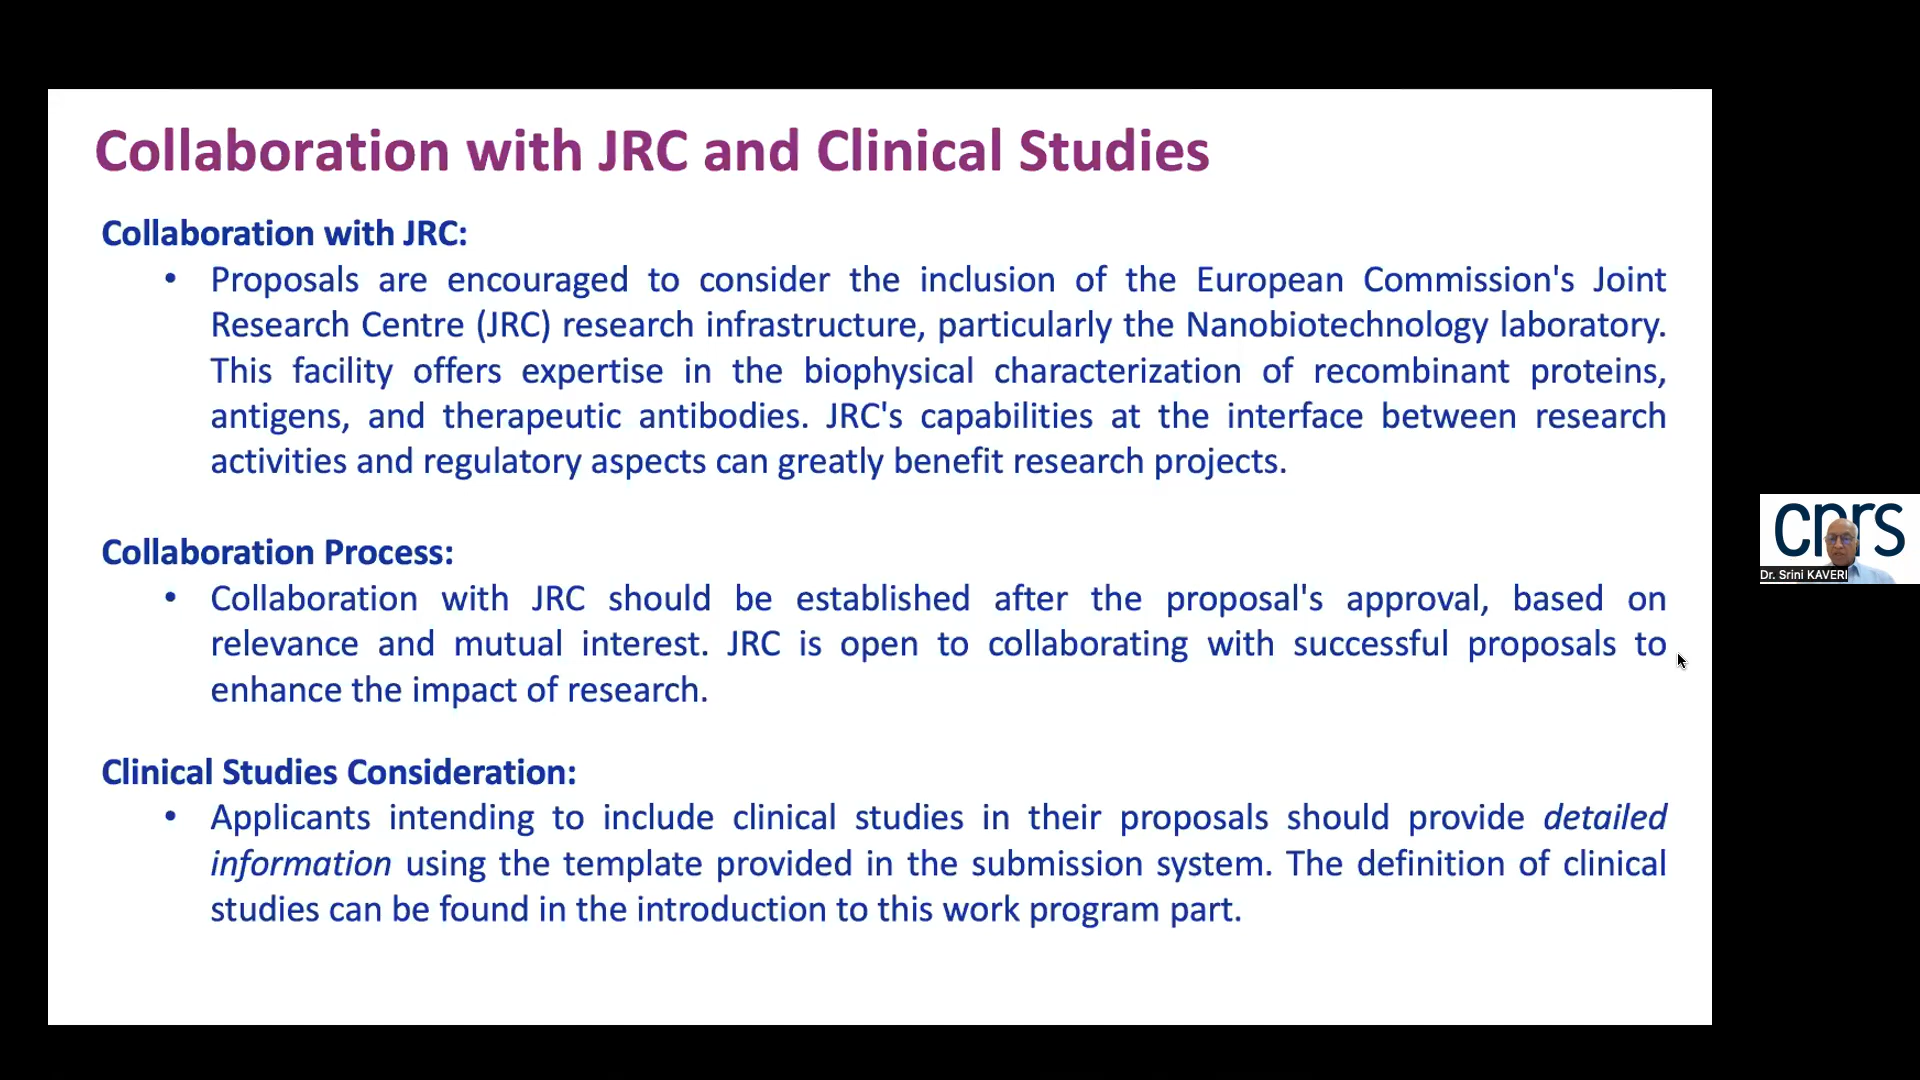 Collaboration with JRC and Clinical Studies
Collaboration with JRC:
• Proposals are encouraged to consider the inclusion of the European Commission's Joint
Research Centre (JRC) research infrastructure, particularly the Nanobiotechnology laboratory.
This facility offers expertise in the biophysical characterization of recombinant proteins,
antigens, and therapeutic antibodies. JRC's capabilities at the interface between research
activities and regulatory aspects can greatly benefit research projects.
Collaboration Process:
• Collaboration with JRC should be established after the proposal's approval, based on
relevance and mutual interest. JRC is open to collaborating with successful proposals to
enhance the impact of research.
Clinical Studies Consideration:
• Applicants intending to include clinical studies in their proposals should provide detailed
information using the template provided in the submission system. The definition of clinical
studies can be found in the introduction to this work program part.
cnrs
Dr. Srini KAVERI